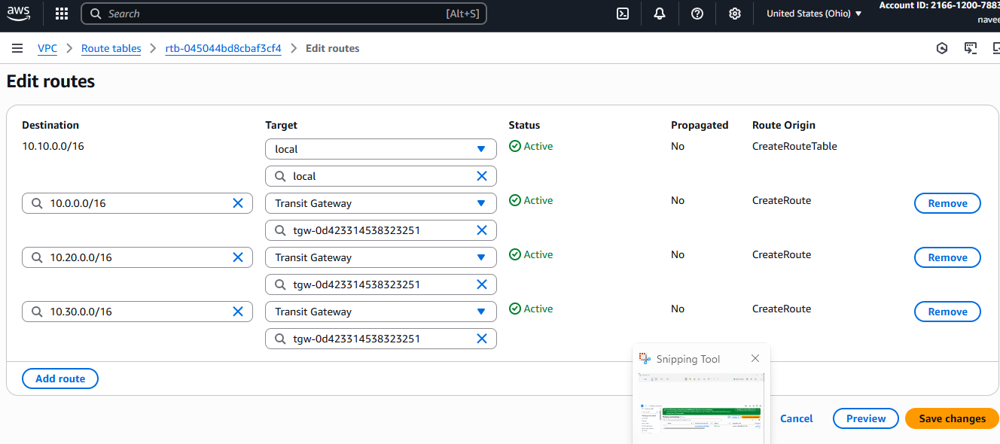 aws
Search [Alt+S]
United States (Ohio)
Account ID: 2166-1200-7883
navee
VPC > Route tables > rtb-045044bd8cbaf3cf4 > Edit routes
Edit routes
Destination Target Status Propagated Route Origin
10.10.0.0/16 local Active No CreateRouteTable
local
10.0.0.0/16 Transit Gateway Active No CreateRoute Remove
tgw-0d423314538323251
10.20.0.0/16 Transit Gateway Active No CreateRoute Remove
tgw-0d423314538323251
10.30.0.0/16 Transit Gateway Active No CreateRoute Remove
tgw-0d423314538323251
Snipping Tool
Add route
Cancel Preview Save changes